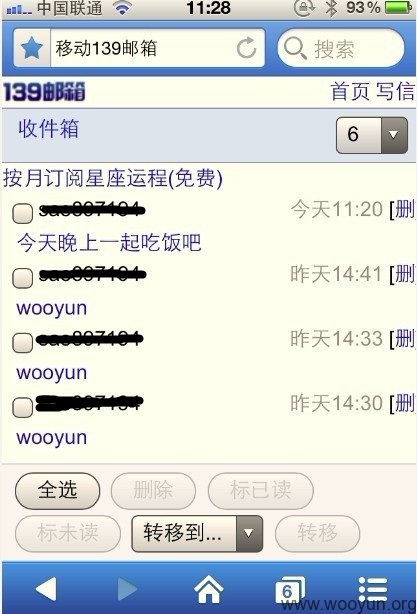 中国联通 11:28 93%
移动139邮箱 搜索
139邮箱 首页 写信
收件箱 6
按月订阅星座运程(免费)
今天11:20 [删
今天晚上一起吃饭吧
昨天14:41 [删
wooyun
昨天14:33 [删
wooyun
昨天14:30 [删
wooyun
全选 删除 标已读
标未读 转移到... 转移
6
www.wooyun.org